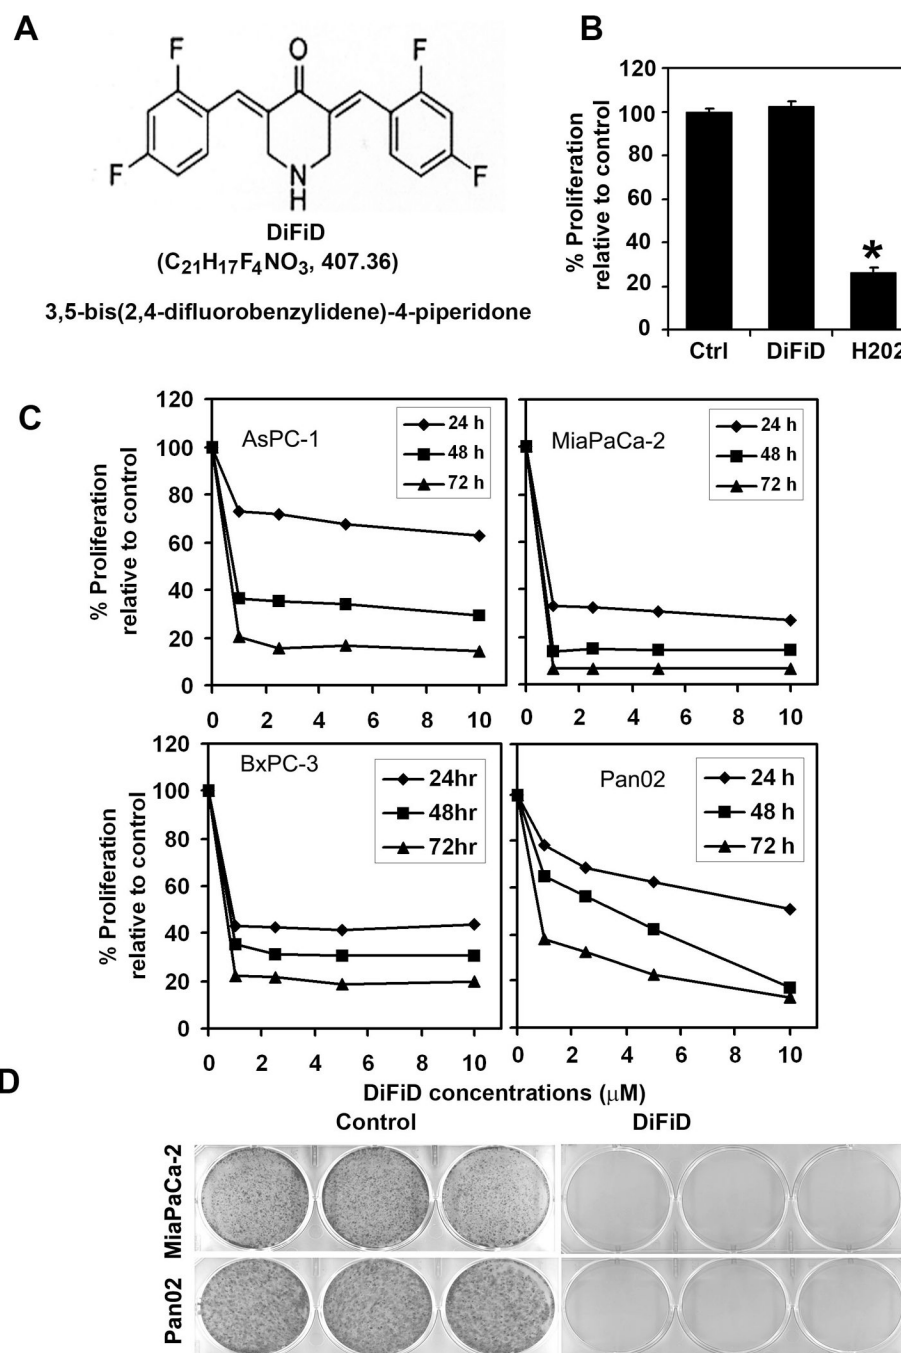 A
F
O
F
F
F
N
H
DiFiD
(C21H17F4NO3, 407.36)
3,5-bis(2,4-difluorobenzylidene)-4-piperidone
B
% Proliferation
relative to control
120
100
80
60
40
20
0
*
Ctrl DiFiD H202
C
% Proliferation
relative to control
120
100
80
60
40
20
0
AsPC-1
24 h
48 h
72 h
0 2 4 6 8 10
MiaPaCa-2
24 h
48 h
72 h
0 2 4 6 8 10
% Proliferation
relative to control
120
100
80
60
40
20
0
BxPC-3
24hr
48hr
72hr
0 2 4 6 8 10
Pan02
24 h
48 h
72 h
0 2 4 6 8 10
DiFiD concentrations (μM)
D
Control DiFiD
MiaPaCa-2
Pan02